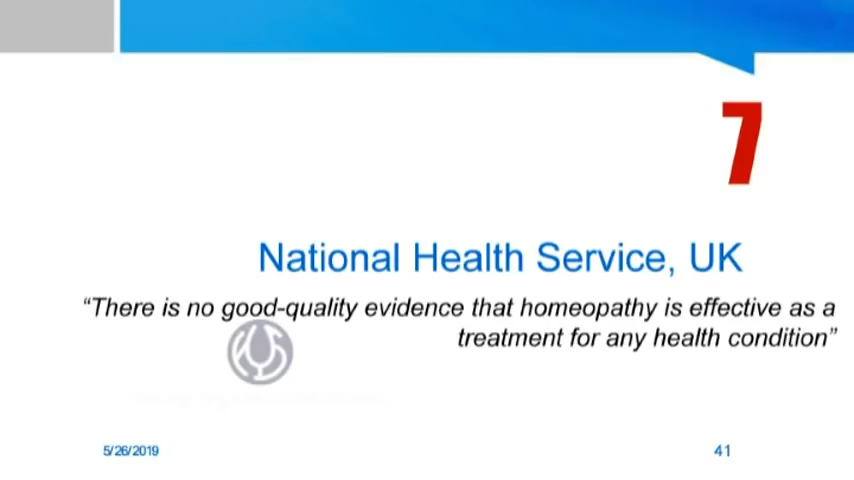 7
National Health Service, UK
“There is no good-quality evidence that homeopathy is effective as a
treatment for any health condition”
5/26/2019
41